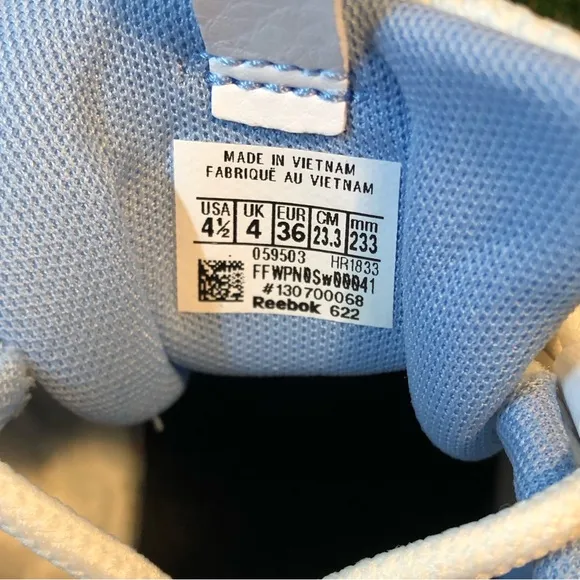 MADE IN VIETNAM
FABRIQUÉ AU VIETNAM
USA UK EUR CM mm
4½ 4 36 23.3 233
059503 HR1833
FFWPN0SW00041
#130700068
Reebok 622